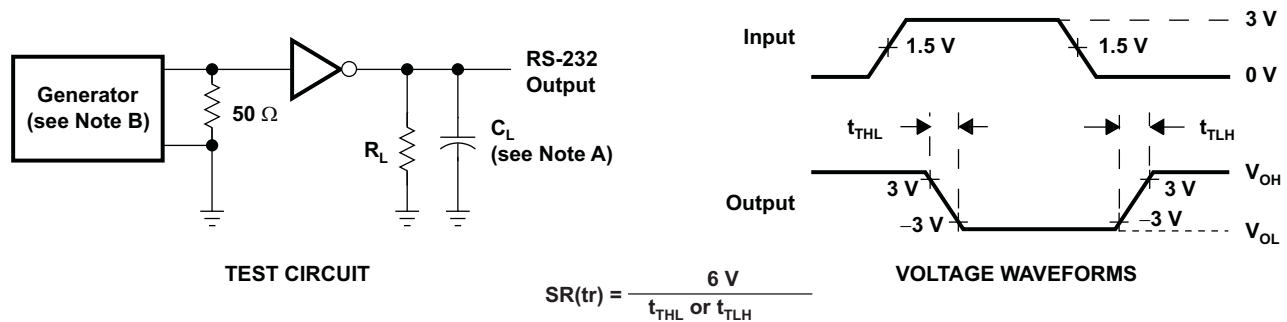 Generator
(see Note B)
50 Ω
R_L
C_L
(see Note A)
RS-232
Output
TEST CIRCUIT
Input
1.5 V
1.5 V
3 V
0 V
t_THL
t_TLH
Output
3 V
−3 V
3 V
−3 V
V_OH
V_OL
VOLTAGE WAVEFORMS
SR(tr) = 6 V / t_THL or t_TLH